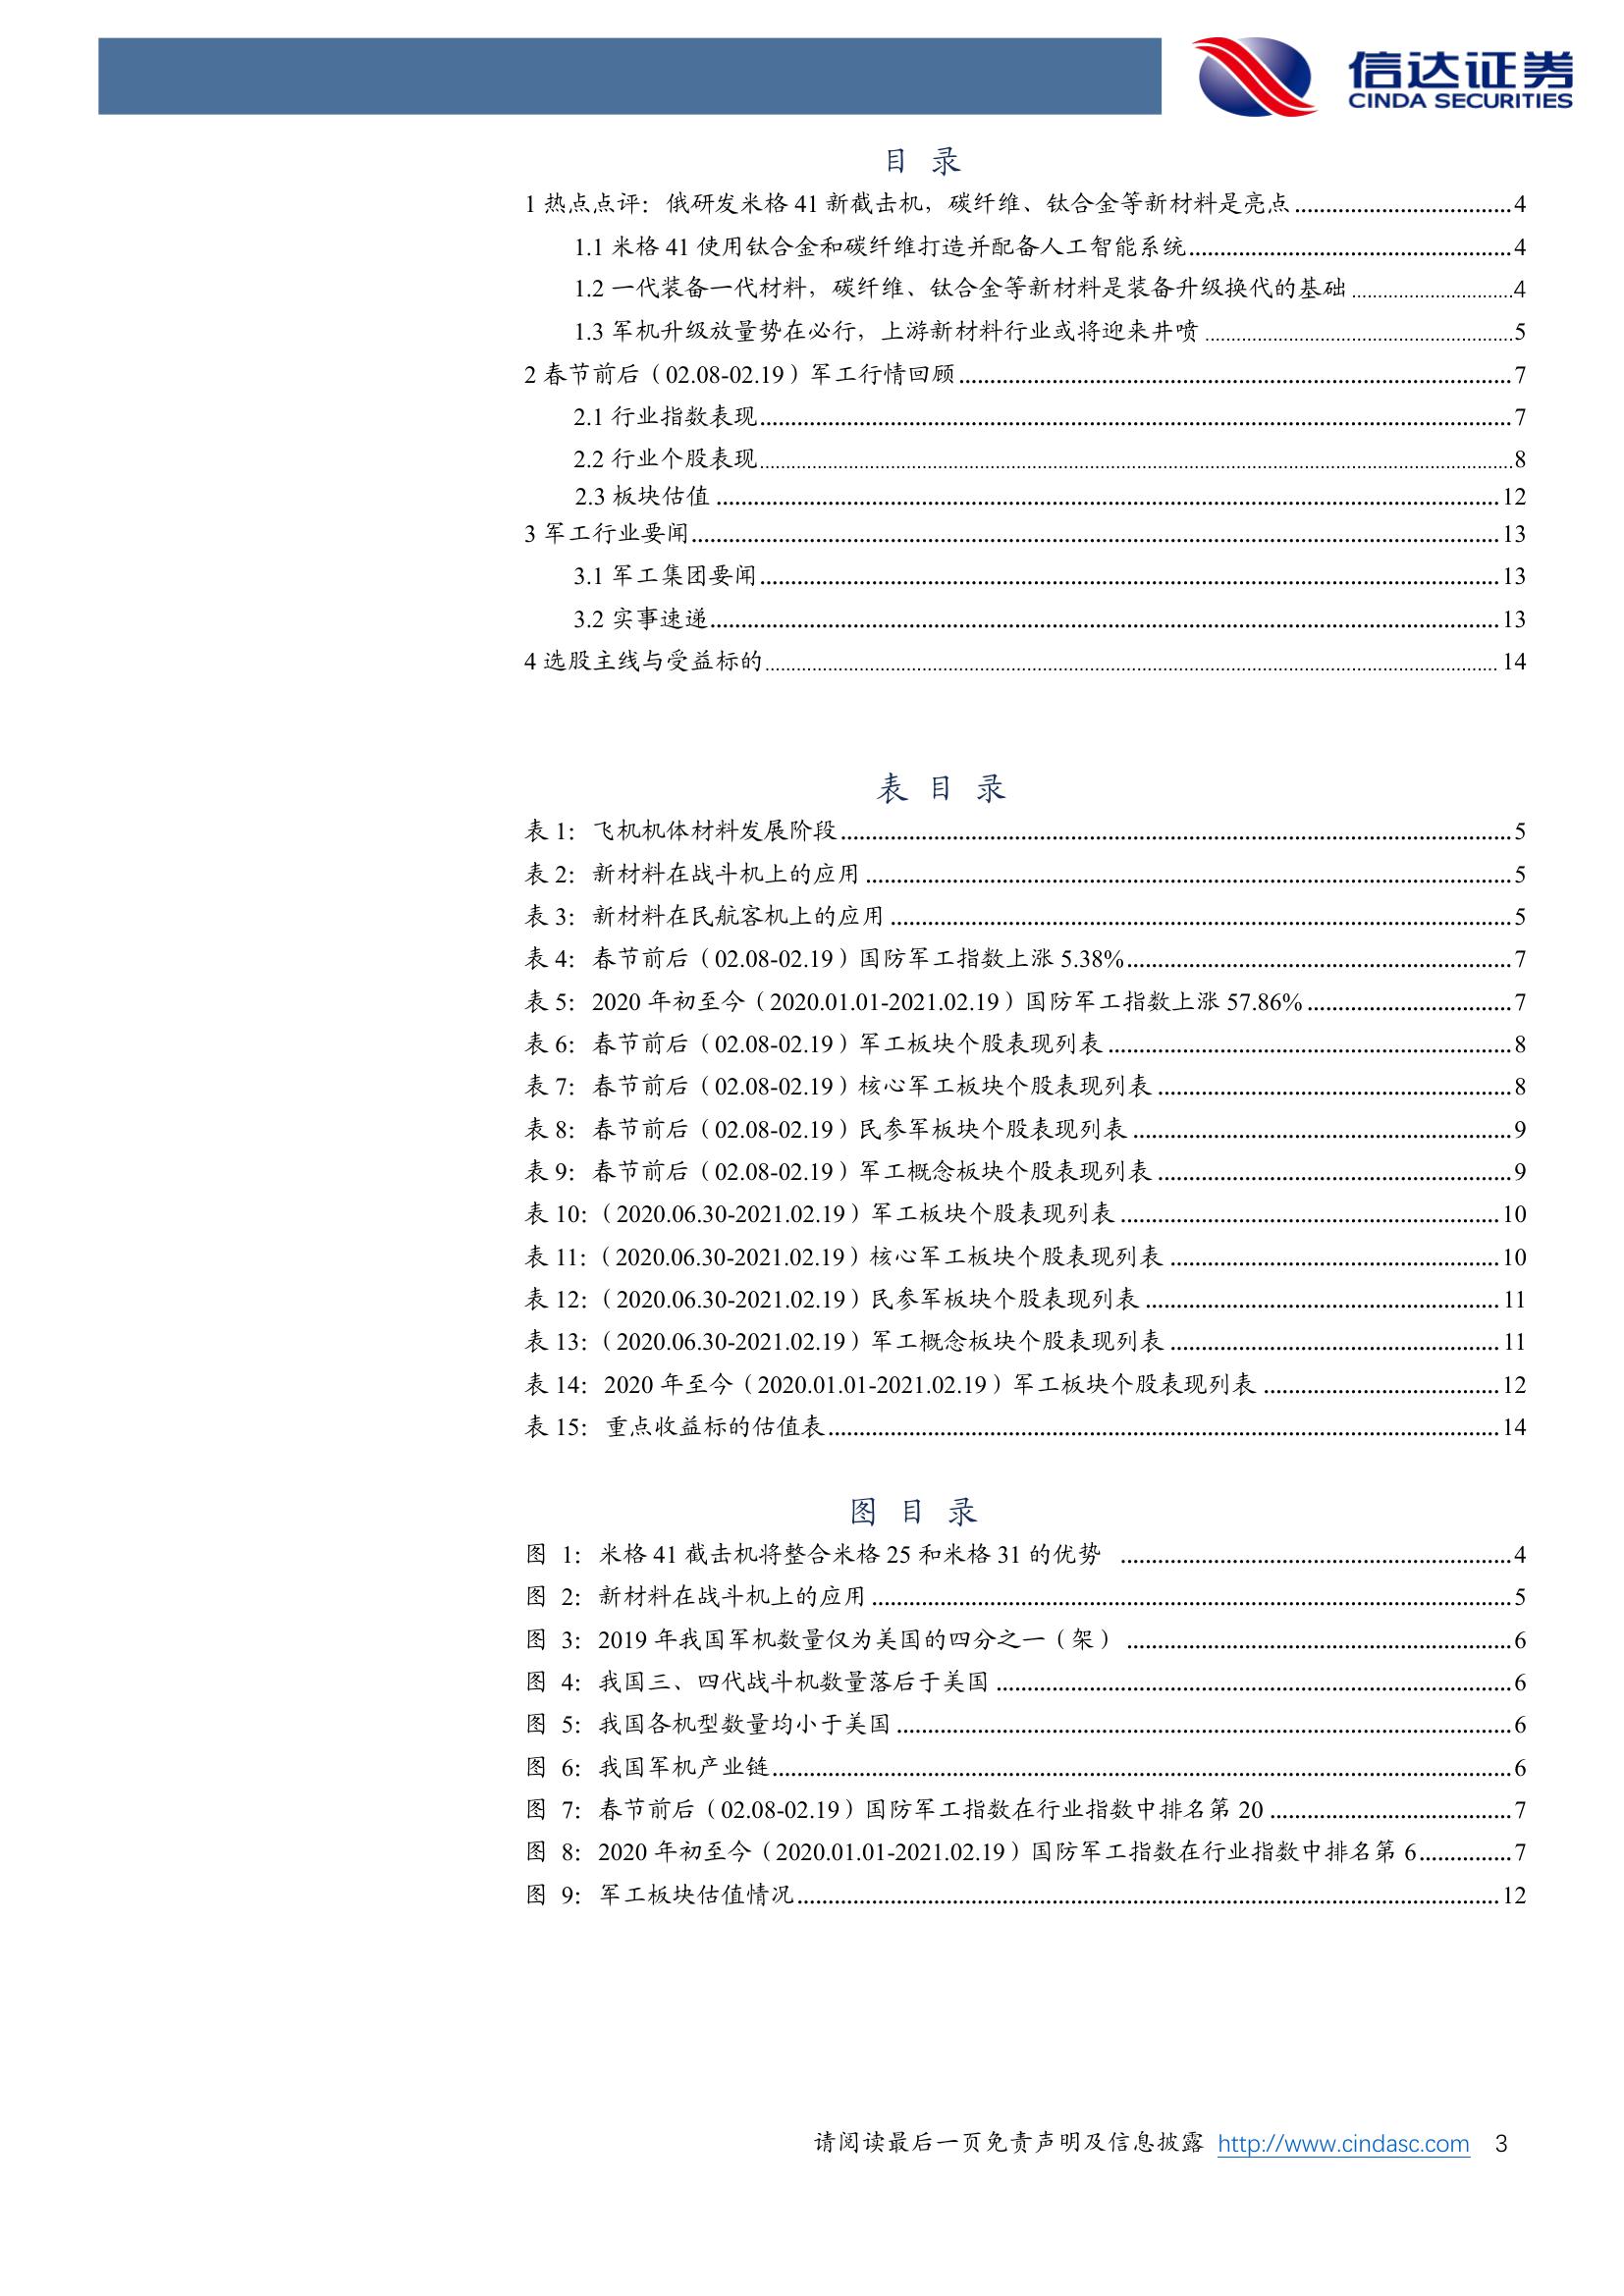 信达证券
CINDA SECURITIES
目 录
1 热点点评：俄研发米格 41 新截击机，碳纤维、钛合金等新材料是亮点 4
1.1 米格 41 使用钛合金和碳纤维打造并配备人工智能系统 4
1.2 一代装备一代材料，碳纤维、钛合金等新材料是装备升级换代的基础 4
1.3 军机升级放量势在必行，上游新材料行业或将迎来井喷 5
2 春节前后（02.08-02.19）军工行情回顾 7
2.1 行业指数表现 7
2.2 行业个股表现 8
2.3 板块估值 12
3 军工行业要闻 13
3.1 军工集团要闻 13
3.2 实事速递 13
4 选股主线与受益标的 14
表 目 录
表 1：飞机机体材料发展阶段 5
表 2：新材料在战斗机上的应用 5
表 3：新材料在民航客机上的应用 5
表 4：春节前后（02.08-02.19）国防军工指数上涨 5.38% 7
表 5：2020 年初至今（2020.01.01-2021.02.19）国防军工指数上涨 57.86% 7
表 6：春节前后（02.08-02.19）军工板块个股表现列表 8
表 7：春节前后（02.08-02.19）核心军工板块个股表现列表 8
表 8：春节前后（02.08-02.19）民参军板块个股表现列表 9
表 9：春节前后（02.08-02.19）军工概念板块个股表现列表 9
表 10：（2020.06.30-2021.02.19）军工板块个股表现列表 10
表 11：（2020.06.30-2021.02.19）核心军工板块个股表现列表 10
表 12：（2020.06.30-2021.02.19）民参军板块个股表现列表 11
表 13：（2020.06.30-2021.02.19）军工概念板块个股表现列表 11
表 14：2020 年至今（2020.01.01-2021.02.19）军工板块个股表现列表 12
表 15：重点收益标的估值表 14
图 目 录
图 1：米格 41 截击机将整合米格 25 和米格 31 的优势 4
图 2：新材料在战斗机上的应用 5
图 3：2019 年我国军机数量仅为美国的四分之一（架） 6
图 4：我国三、四代战斗机数量落后于美国 6
图 5：我国各机型数量均小于美国 6
图 6：我国军机产业链 6
图 7：春节前后（02.08-02.19）国防军工指数在行业指数中排名第 20 7
图 8：2020 年初至今（2020.01.01-2021.02.19）国防军工指数在行业指数中排名第 6 7
图 9：军工板块估值情况 12
请阅读最后一页免责声明及信息披露 http://www.cindasc.com 3